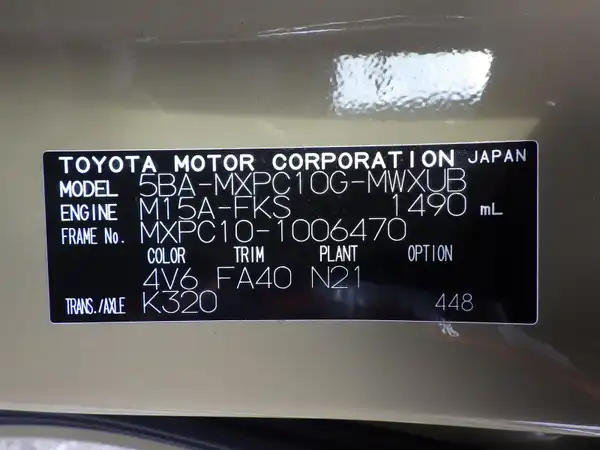 TOYOTA MOTOR CORPORATION JAPAN
MODEL 5BA-MXPC10G-MWXUB
ENGINE M15A-FKS 1490 mL
FRAME No. MXPC10-1006470
COLOR TRIM PLANT OPTION
4V6 FA40 N21
TRANS./AXLE K320 448